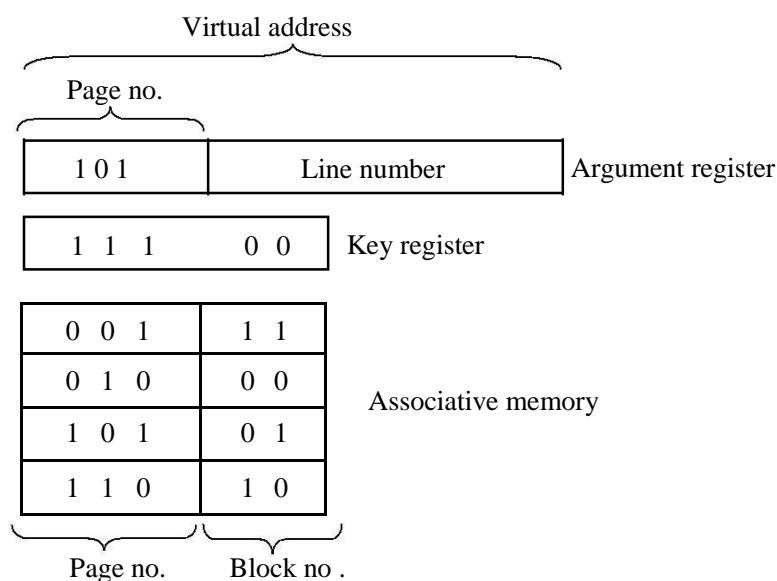 Virtual address
Page no.
1 0 1 Line number Argument register
1 1 1 0 0 Key register
0 0 1 1 1
0 1 0 0 0
Associative memory
1 0 1 0 1
1 1 0 1 0
Page no. Block no .